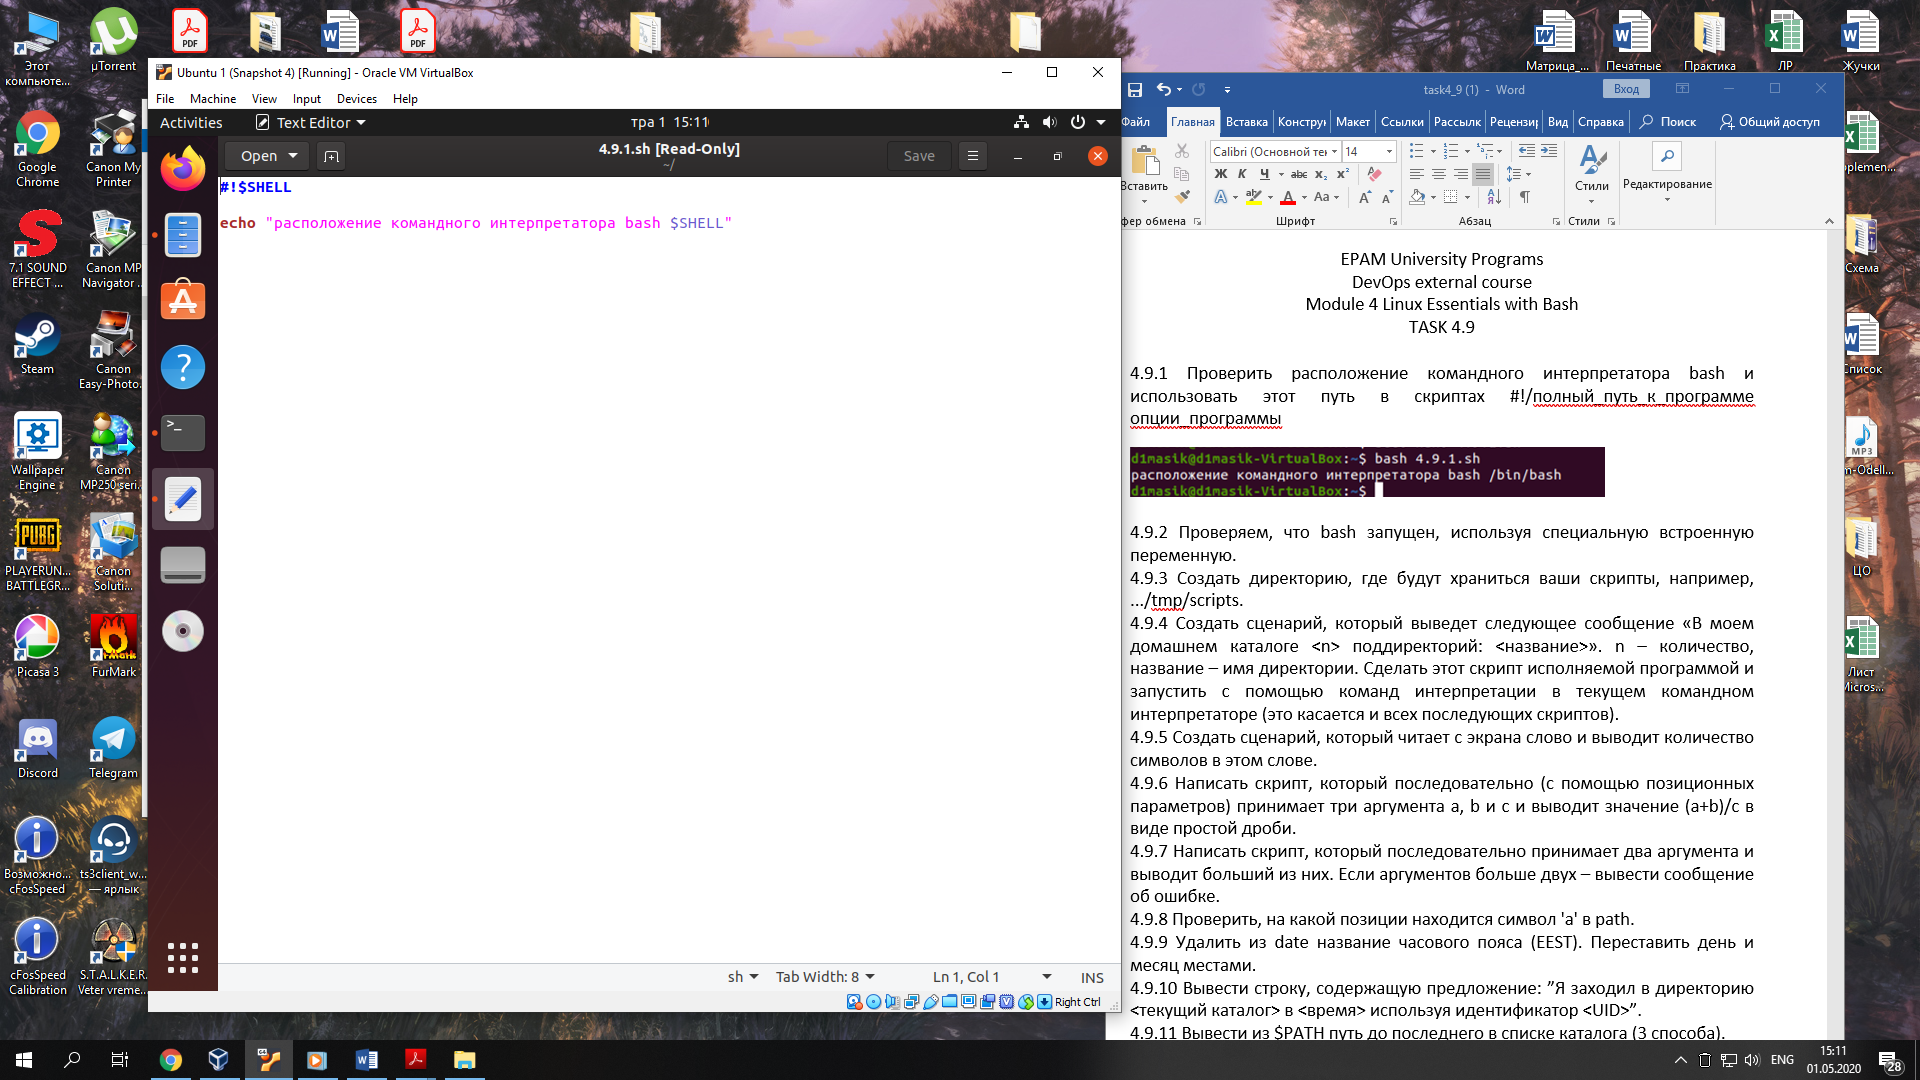 Этот
компьюте...
µTorrent
PDF
PDF
Матрица_...
Печатные
Практика
ЛР
Жучки
Google
Chrome
Canon My
Printer
7.1 SOUND
EFFECT ...
Canon MP
Navigator ...
Steam
Canon
Easy-Photo...
Wallpaper
Engine
Canon
MP250 seri...
PUBG
PLAYERUN...
BATTLEGR...
Canon
Soluti...
Picasa 3
FurMark
Discord
Telegram
Возможно...
cFosSpeed
ts3client_w...
— ярлык
cFosSpeed
Calibration
S.T.A.L.K.E.R.
Veter vreme...
Ubuntu 1 (Snapshot 4) [Running] - Oracle VM VirtualBox
File Machine View Input Devices Help
Activities Text Editor тра 1 15:11
Open 4.9.1.sh [Read-Only] Save
~/
#!$SHELL
echo "расположение командного интерпретатора bash $SHELL"
sh Tab Width: 8 Ln 1, Col 1 INS
Right Ctrl
task4_9 (1) - Word Вход
Файл Главная Вставка Конструк Макет Ссылки Рассылк Рецензир Вид Справка Поиск Общий доступ
Calibri (Основной те 14
Ж К Ч abc x₂ x²
Aa
Вставить
Стили
Редактирование
фер обмена Шрифт Абзац Стили
EPAM University Programs
DevOps external course
Module 4 Linux Essentials with Bash
TASK 4.9
4.9.1 Проверить расположение командного интерпретатора bash и
использовать этот путь в скриптах #!/полный_путь_к_программе
опции_программы
d1masik@d1masik-VirtualBox:~$ bash 4.9.1.sh
расположение командного интерпретатора bash /bin/bash
d1masik@d1masik-VirtualBox:~$
4.9.2 Проверяем, что bash запущен, используя специальную встроенную
переменную.
4.9.3 Создать директорию, где будут храниться ваши скрипты, например,
.../tmp/scripts.
4.9.4 Создать сценарий, который выведет следующее сообщение «В моем
домашнем каталоге <n> поддиректорий: <название>». n – количество,
название – имя директории. Сделать этот скрипт исполняемой программой и
запустить с помощью команд интерпретации в текущем командном
интерпретаторе (это касается и всех последующих скриптов).
4.9.5 Создать сценарий, который читает с экрана слово и выводит количество
символов в этом слове.
4.9.6 Написать скрипт, который последовательно (с помощью позиционных
параметров) принимает три аргумента a, b и c и выводит значение (a+b)/c в
виде простой дроби.
4.9.7 Написать скрипт, который последовательно принимает два аргумента и
выводит больший из них. Если аргументов больше двух – вывести сообщение
об ошибке.
4.9.8 Проверить, на какой позиции находится символ 'a' в path.
4.9.9 Удалить из date название часового пояса (EEST). Переставить день и
месяц местами.
4.9.10 Вывести строку, содержащую предложение: ”Я заходил в директорию
<текущий каталог> в <время> используя идентификатор <UID>”.
4.9.11 Вывести из $PATH путь до последнего в списке каталога (3 способа).
plemen...
Схема
Список
MP3
m-Odell...
ЦО
Лист
Micros...
ENG
15:11
01.05.2020
28